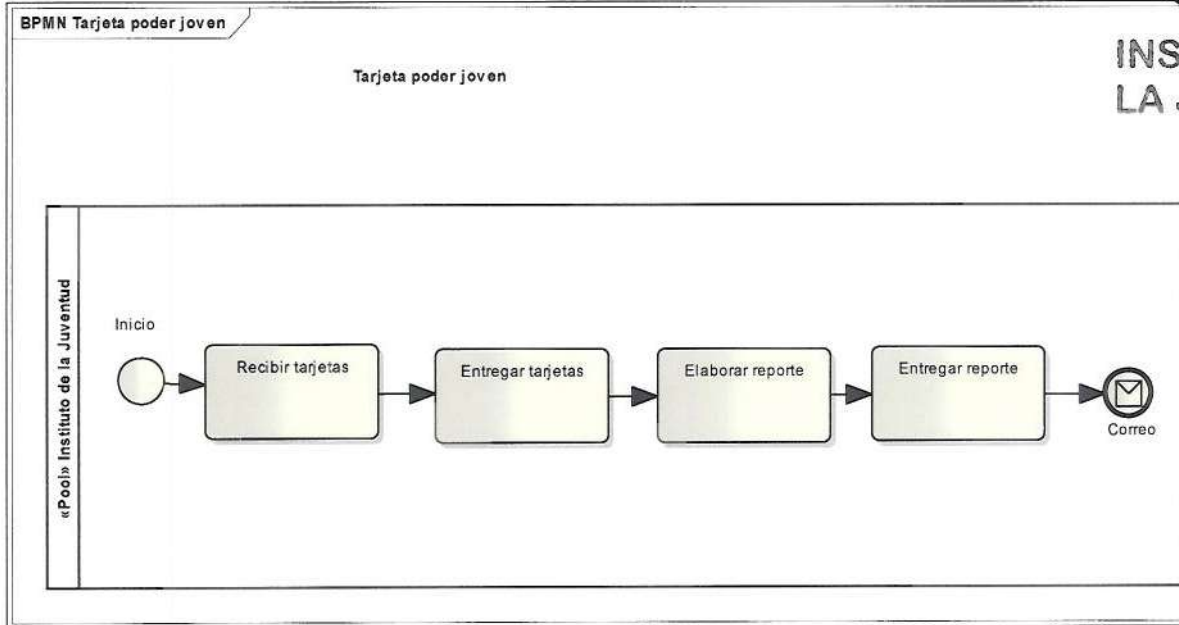 BPMN Tarjeta poder joven
Tarjeta poder joven
INS
LA J
«Pool» Instituto de la Juventud
Inicio
Recibir tarjetas
Entregar tarjetas
Elaborar reporte
Entregar reporte
Correo